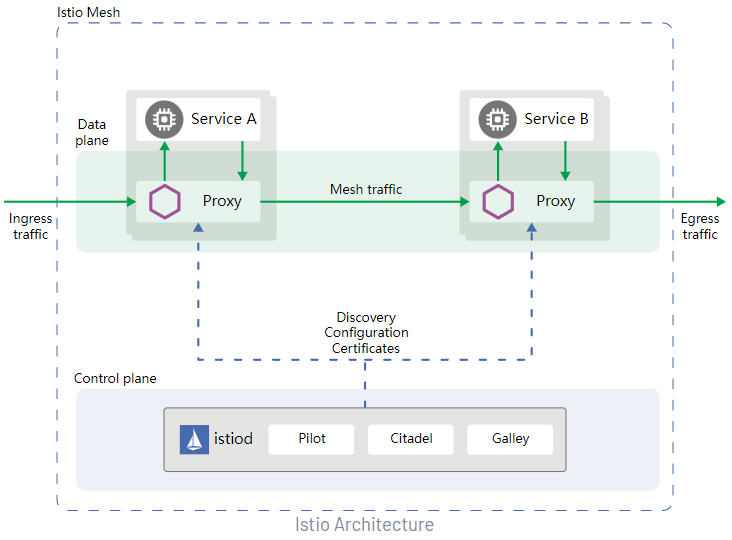 Istio Mesh
Service A
Service B
Data
plane
Proxy
Mesh traffic
Proxy
Ingress
traffic
Egress
traffic
Discovery
Configuration
Certificates
Control plane
istiod
Pilot
Citadel
Galley
Istio Architecture